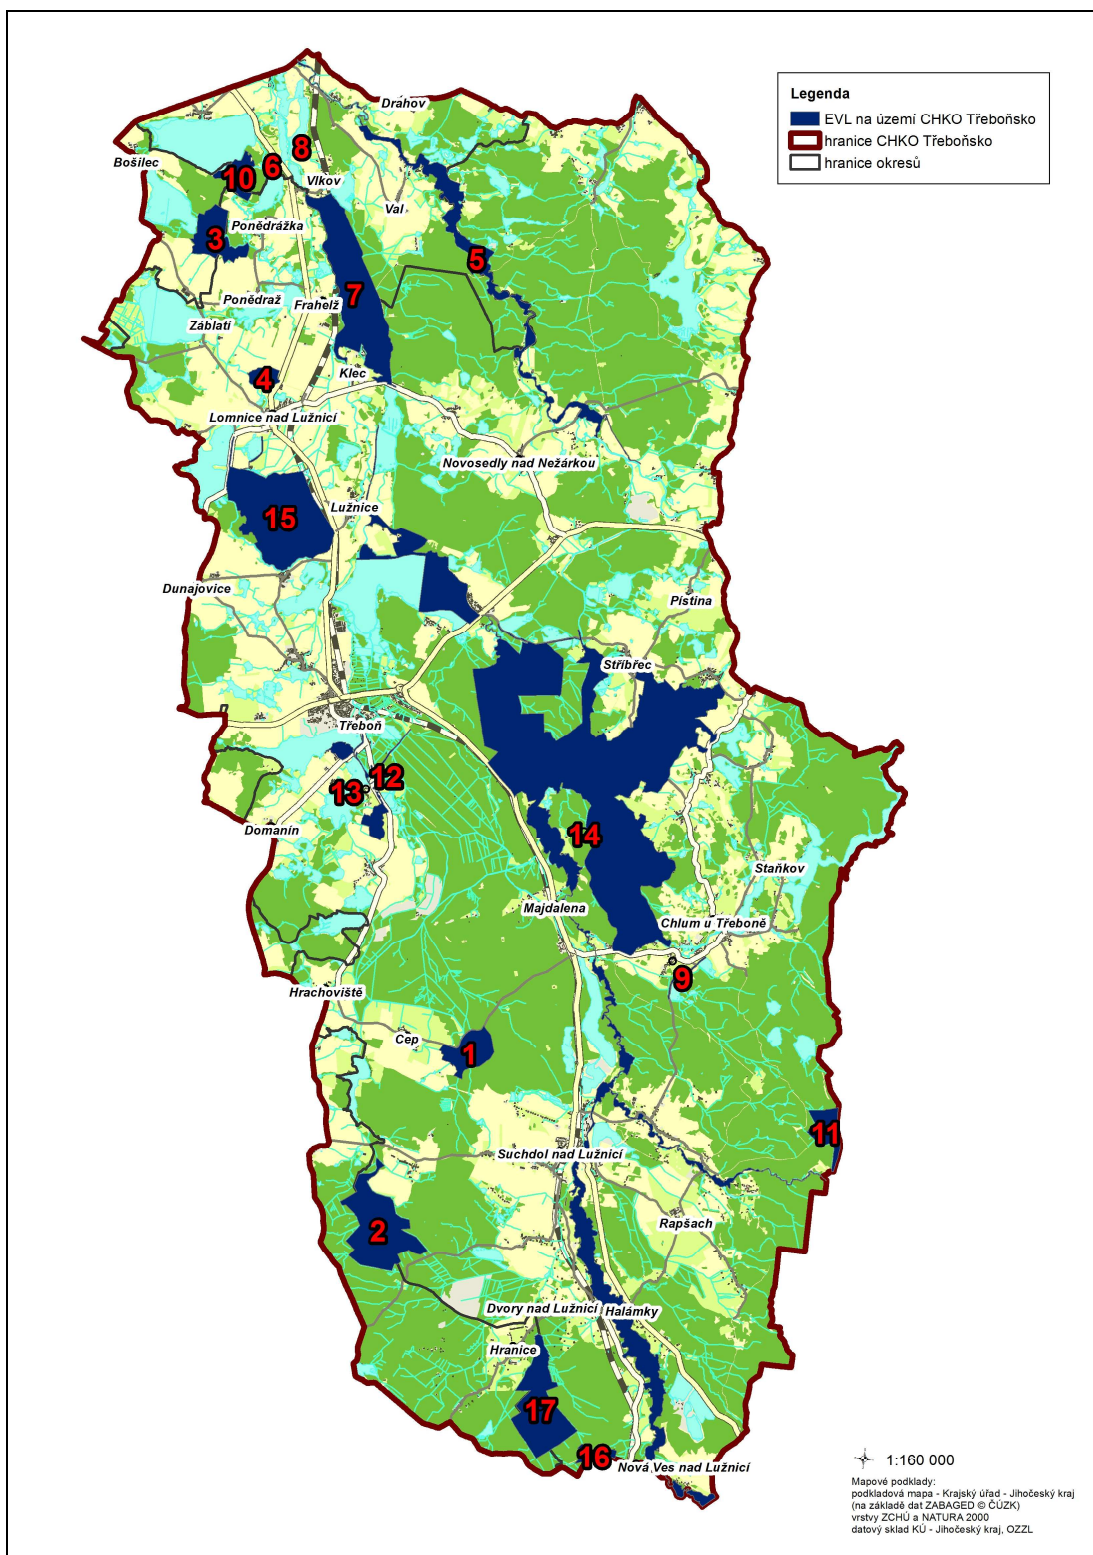 Legenda
EVL na území CHKO Třeboňsko
hranice CHKO Třeboňsko
hranice okresů
Drahov
Bošilec
8
6
10
Vlkov
Val
3
Ponědrážka
5
7
Ponědraž
Frahelž
Záblatí
4
Klec
Lomnice nad Lužnicí
Novosedly nad Nežárkou
15
Lužnice
Dunajovice
Pístina
Stříbřec
Třeboň
12
13
Domanín
14
Staňkov
Majdalena
Chlum u Třeboně
9
Hrachoviště
Cep
1
11
Suchdol nad Lužnicí
2
Rapšach
Dvory nad Lužnicí
Halámky
Hranice
17
16
Nová Ves nad Lužnicí
1:160 000
Mapové podklady:
podkladová mapa - Krajský úřad - Jihočeský kraj
(na základě dat ZABAGED © ČÚZK)
vrstvy ZCHÚ a NATURA 2000
datový sklad KÚ - Jihočeský kraj, OZZL